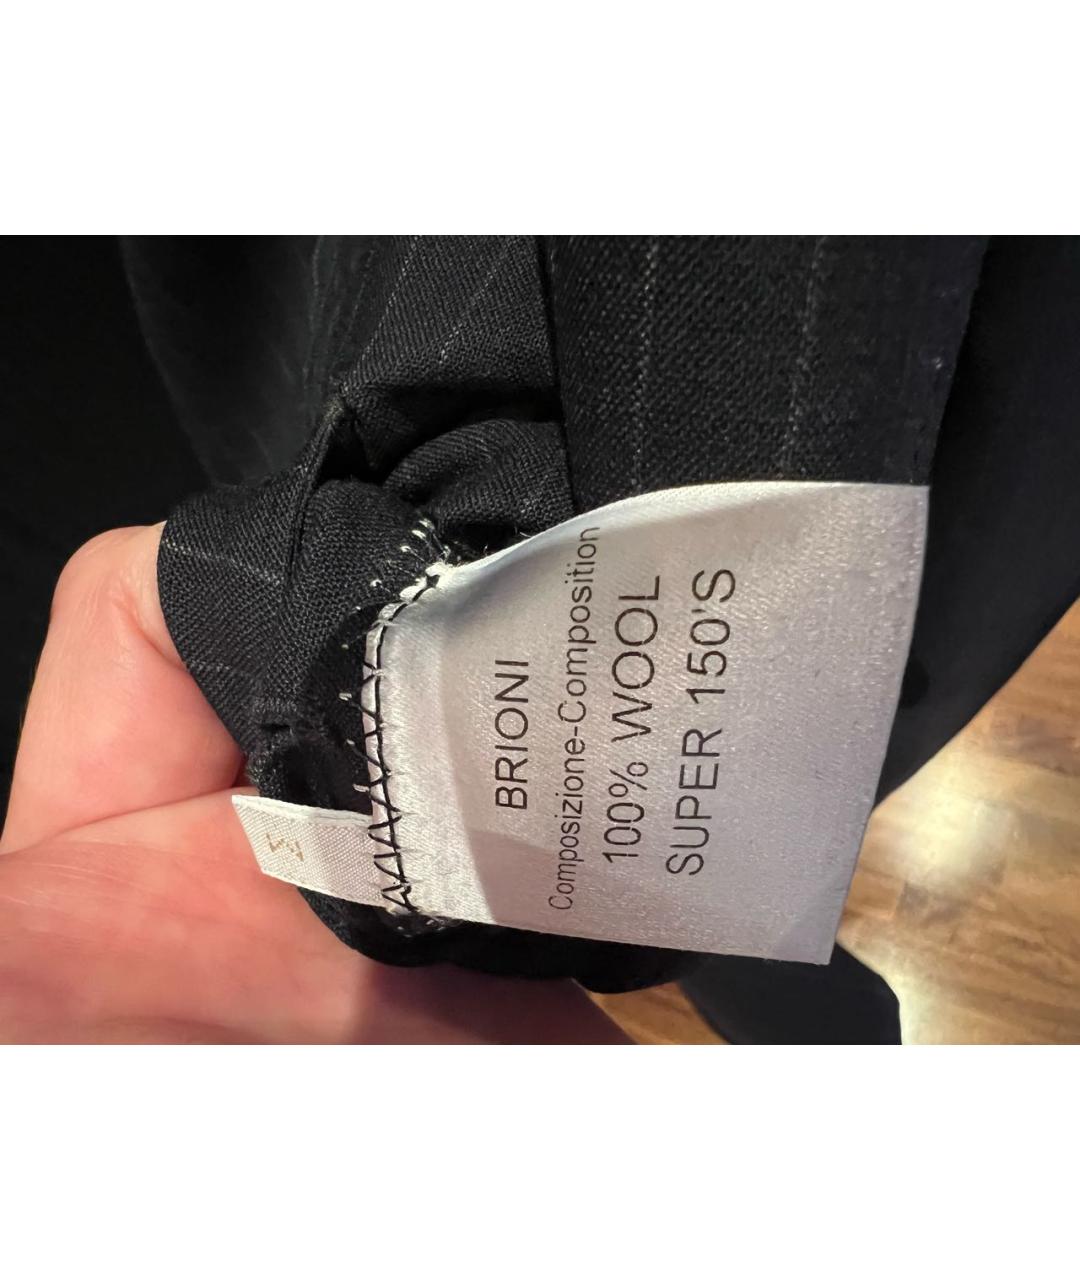 BRIONI
Composizione-Composition
100% WOOL
SUPER 150'S